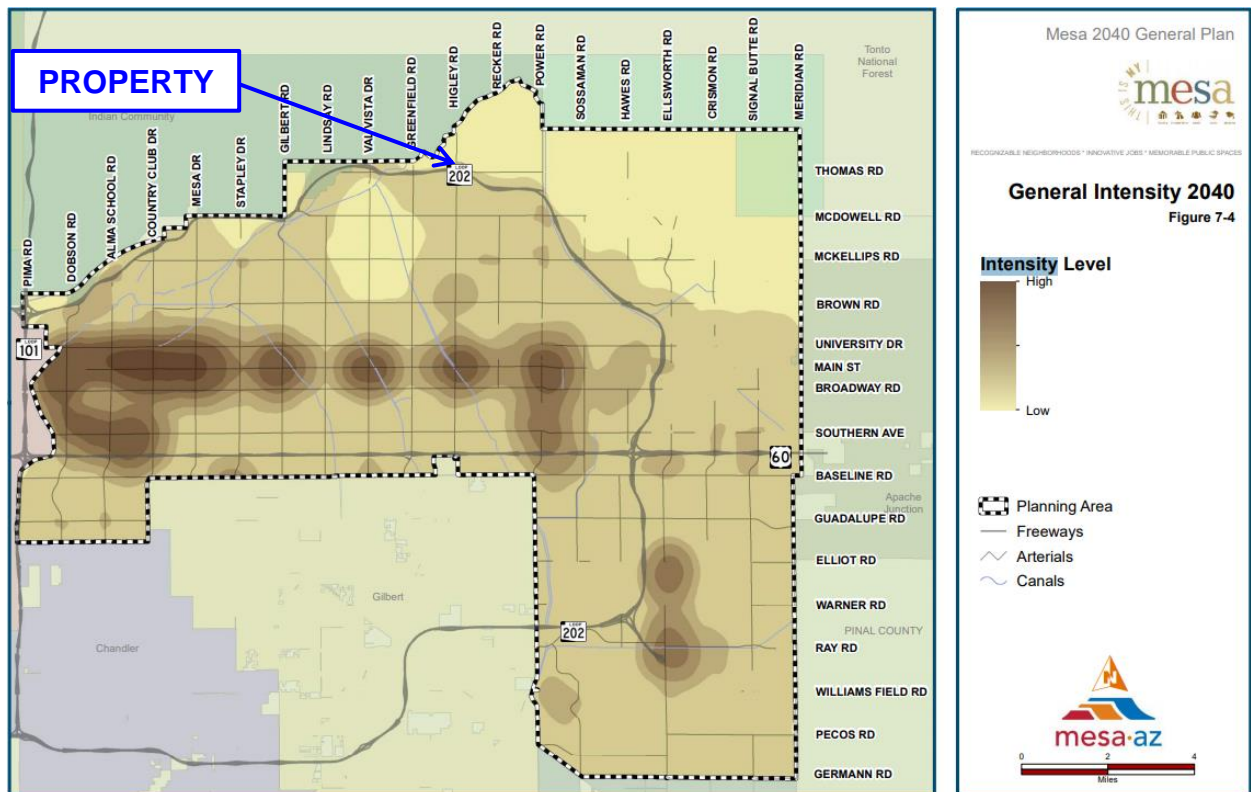 PROPERTY
Indian Community
PIMA RD
DOBSON RD
ALMA SCHOOL RD
COUNTRY CLUB DR
MESA DR
STAPLEY DR
GILBERT RD
LINDSAY RD
VAL VISTA DR
GREENFIELD RD
HIGLEY RD
RECKER RD
POWER RD
SOSSAMAN RD
HAWES RD
ELLSWORTH RD
CRISMON RD
SIGNAL BUTTE RD
MERIDIAN RD
Tonto
National
Forest
LOOP
202
THOMAS RD
MCDOWELL RD
MCKELLIPS RD
BROWN RD
LOOP
101
UNIVERSITY DR
MAIN ST
BROADWAY RD
SOUTHERN AVE
60
BASELINE RD
Apache
Junction
GUADALUPE RD
ELLIOT RD
Gilbert
WARNER RD
LOOP
202
PINAL COUNTY
Chandler
RAY RD
WILLIAMS FIELD RD
PECOS RD
GERMANN RD
Mesa 2040 General Plan
THIS IS MY
mesa
RECOGNIZABLE NEIGHBORHOODS * INNOVATIVE JOBS * MEMORABLE PUBLIC SPACES
General Intensity 2040
Figure 7-4
Intensity Level
High
Low
Planning Area
Freeways
Arterials
Canals
N
mesa·az
0 2 4
Miles